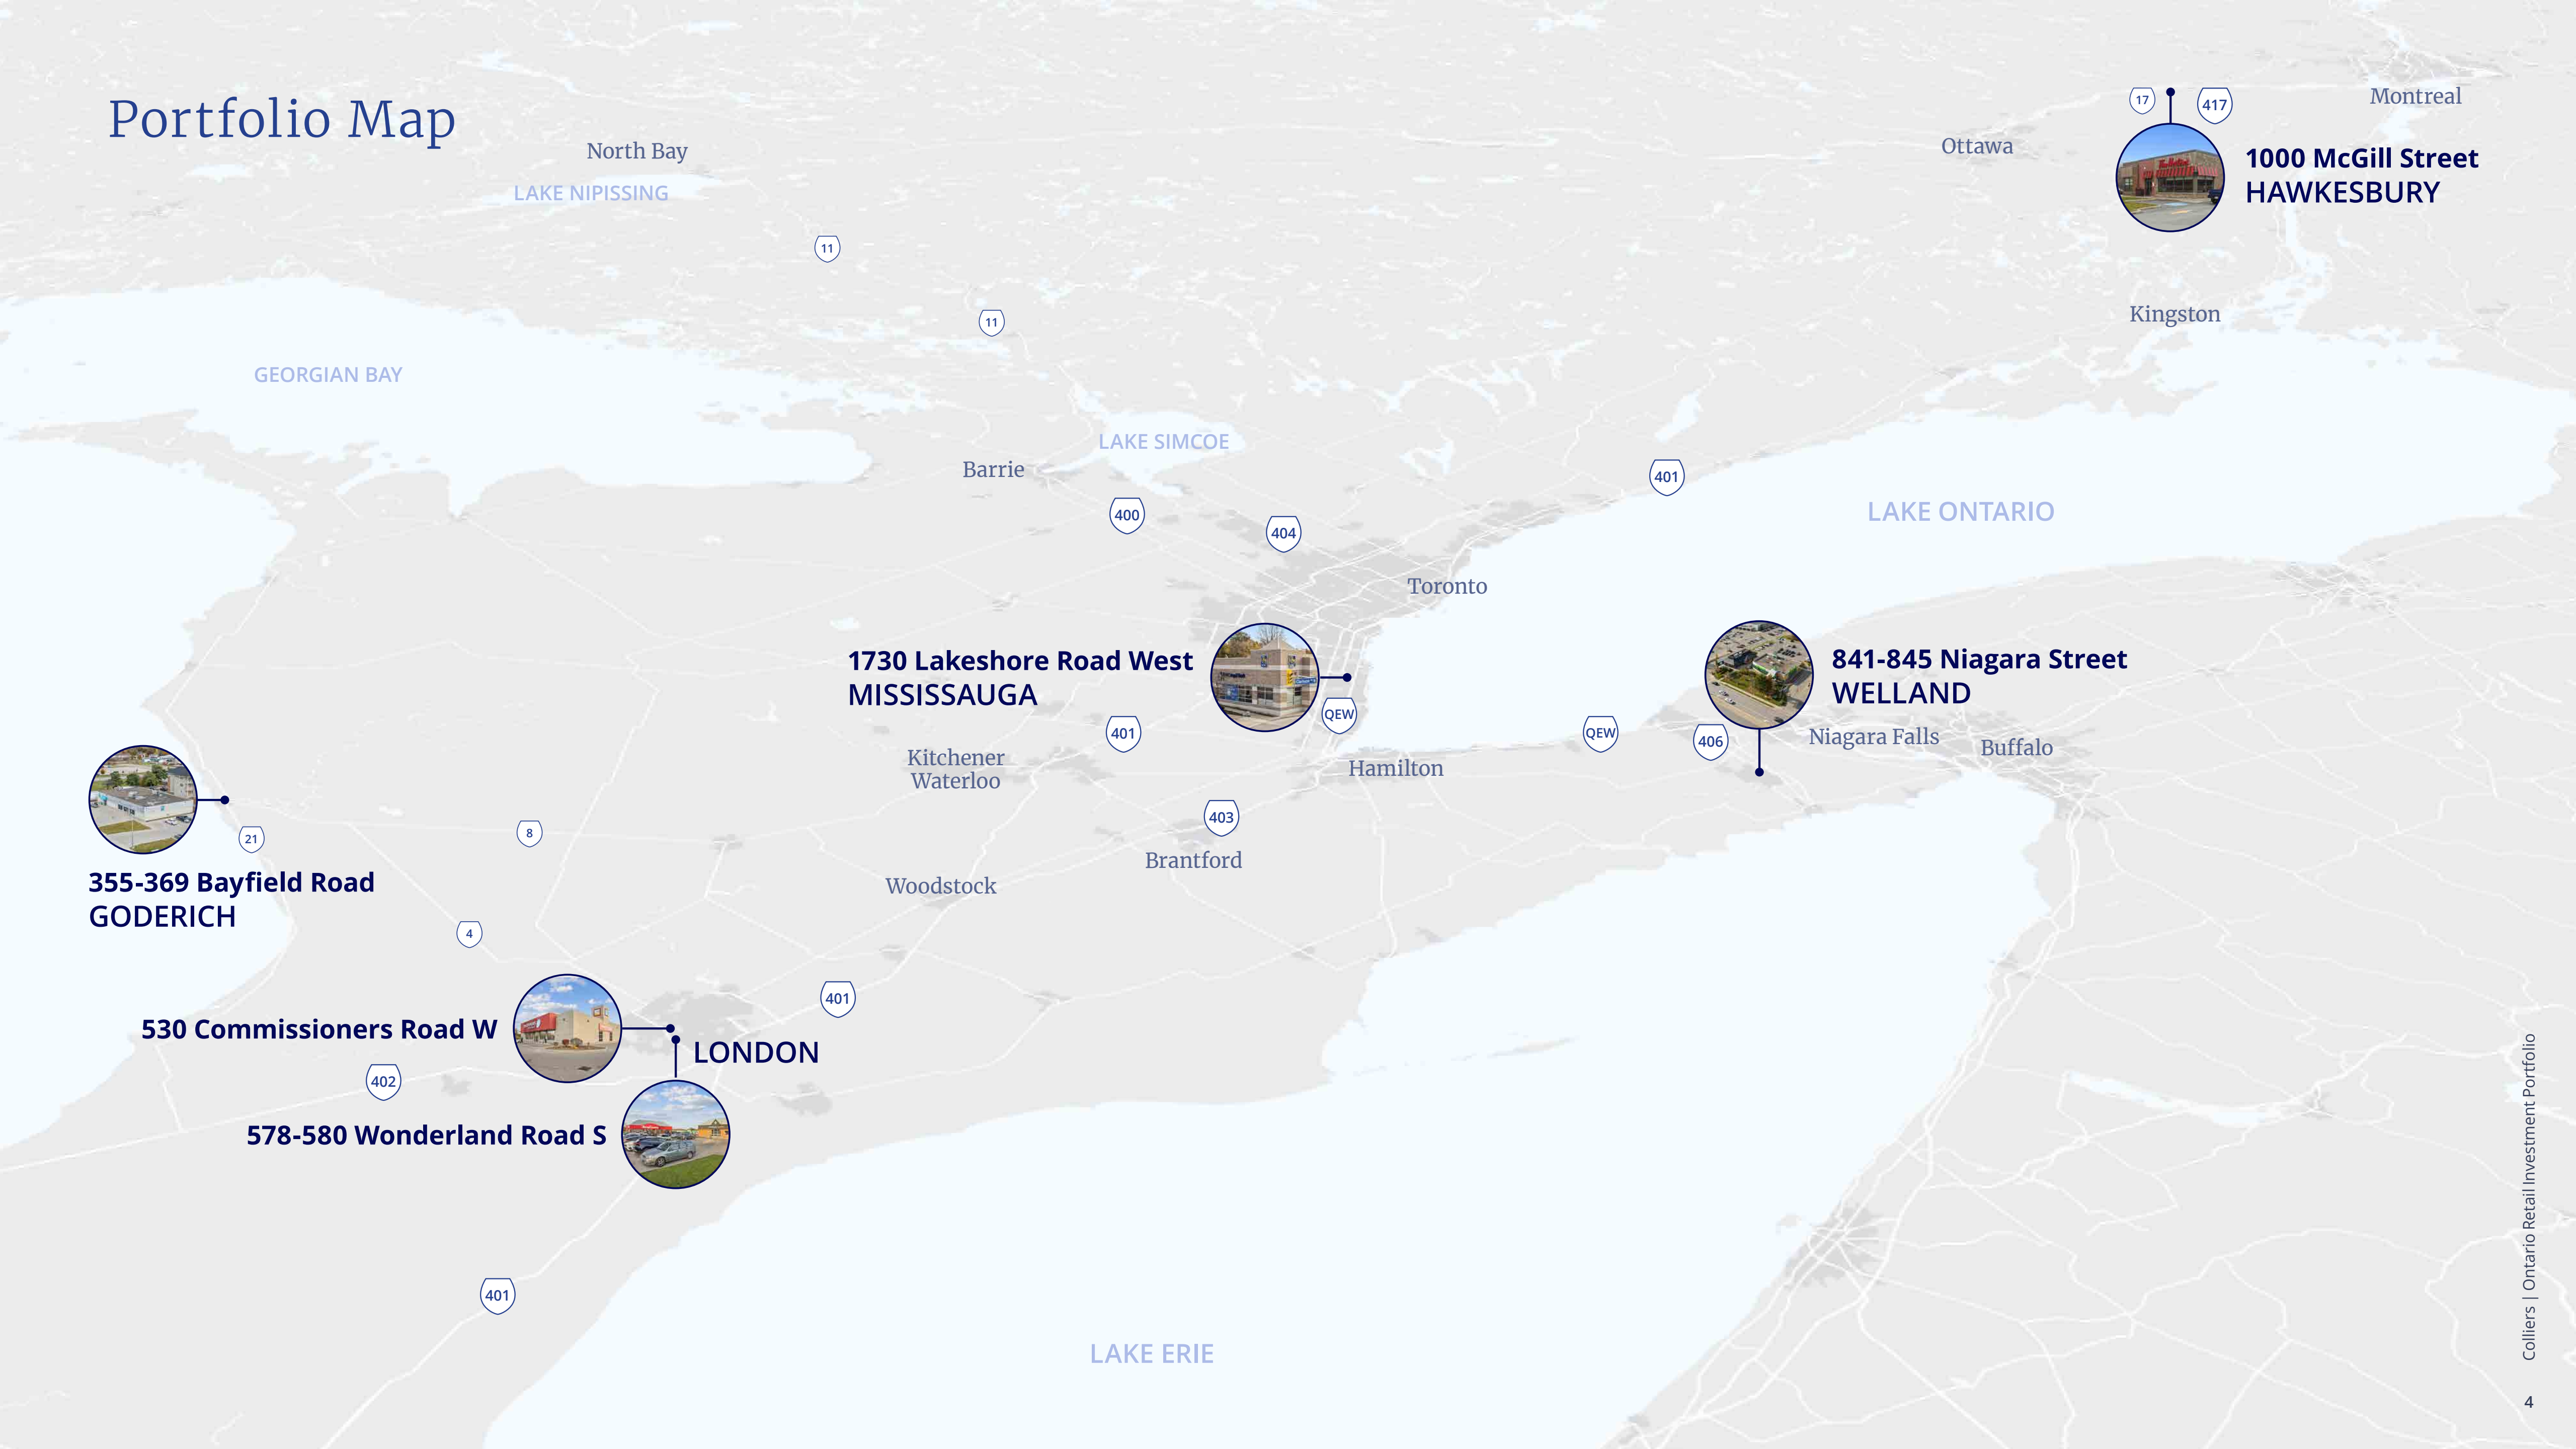 Portfolio Map
North Bay
LAKE NIPISSING
17
417
Montreal
Ottawa
1000 McGill Street
HAWKESBURY
11
11
Kingston
GEORGIAN BAY
LAKE SIMCOE
Barrie
401
400
404
LAKE ONTARIO
Toronto
1730 Lakeshore Road West
MISSISSAUGA
QEW
841-845 Niagara Street
WELLAND
401
QEW
406
Niagara Falls
Buffalo
Kitchener
Waterloo
Hamilton
403
Brantford
Woodstock
21
8
355-369 Bayfield Road
GODERICH
4
401
530 Commissioners Road W
LONDON
402
578-580 Wonderland Road S
401
LAKE ERIE
Colliers | Ontario Retail Investment Portfolio
4